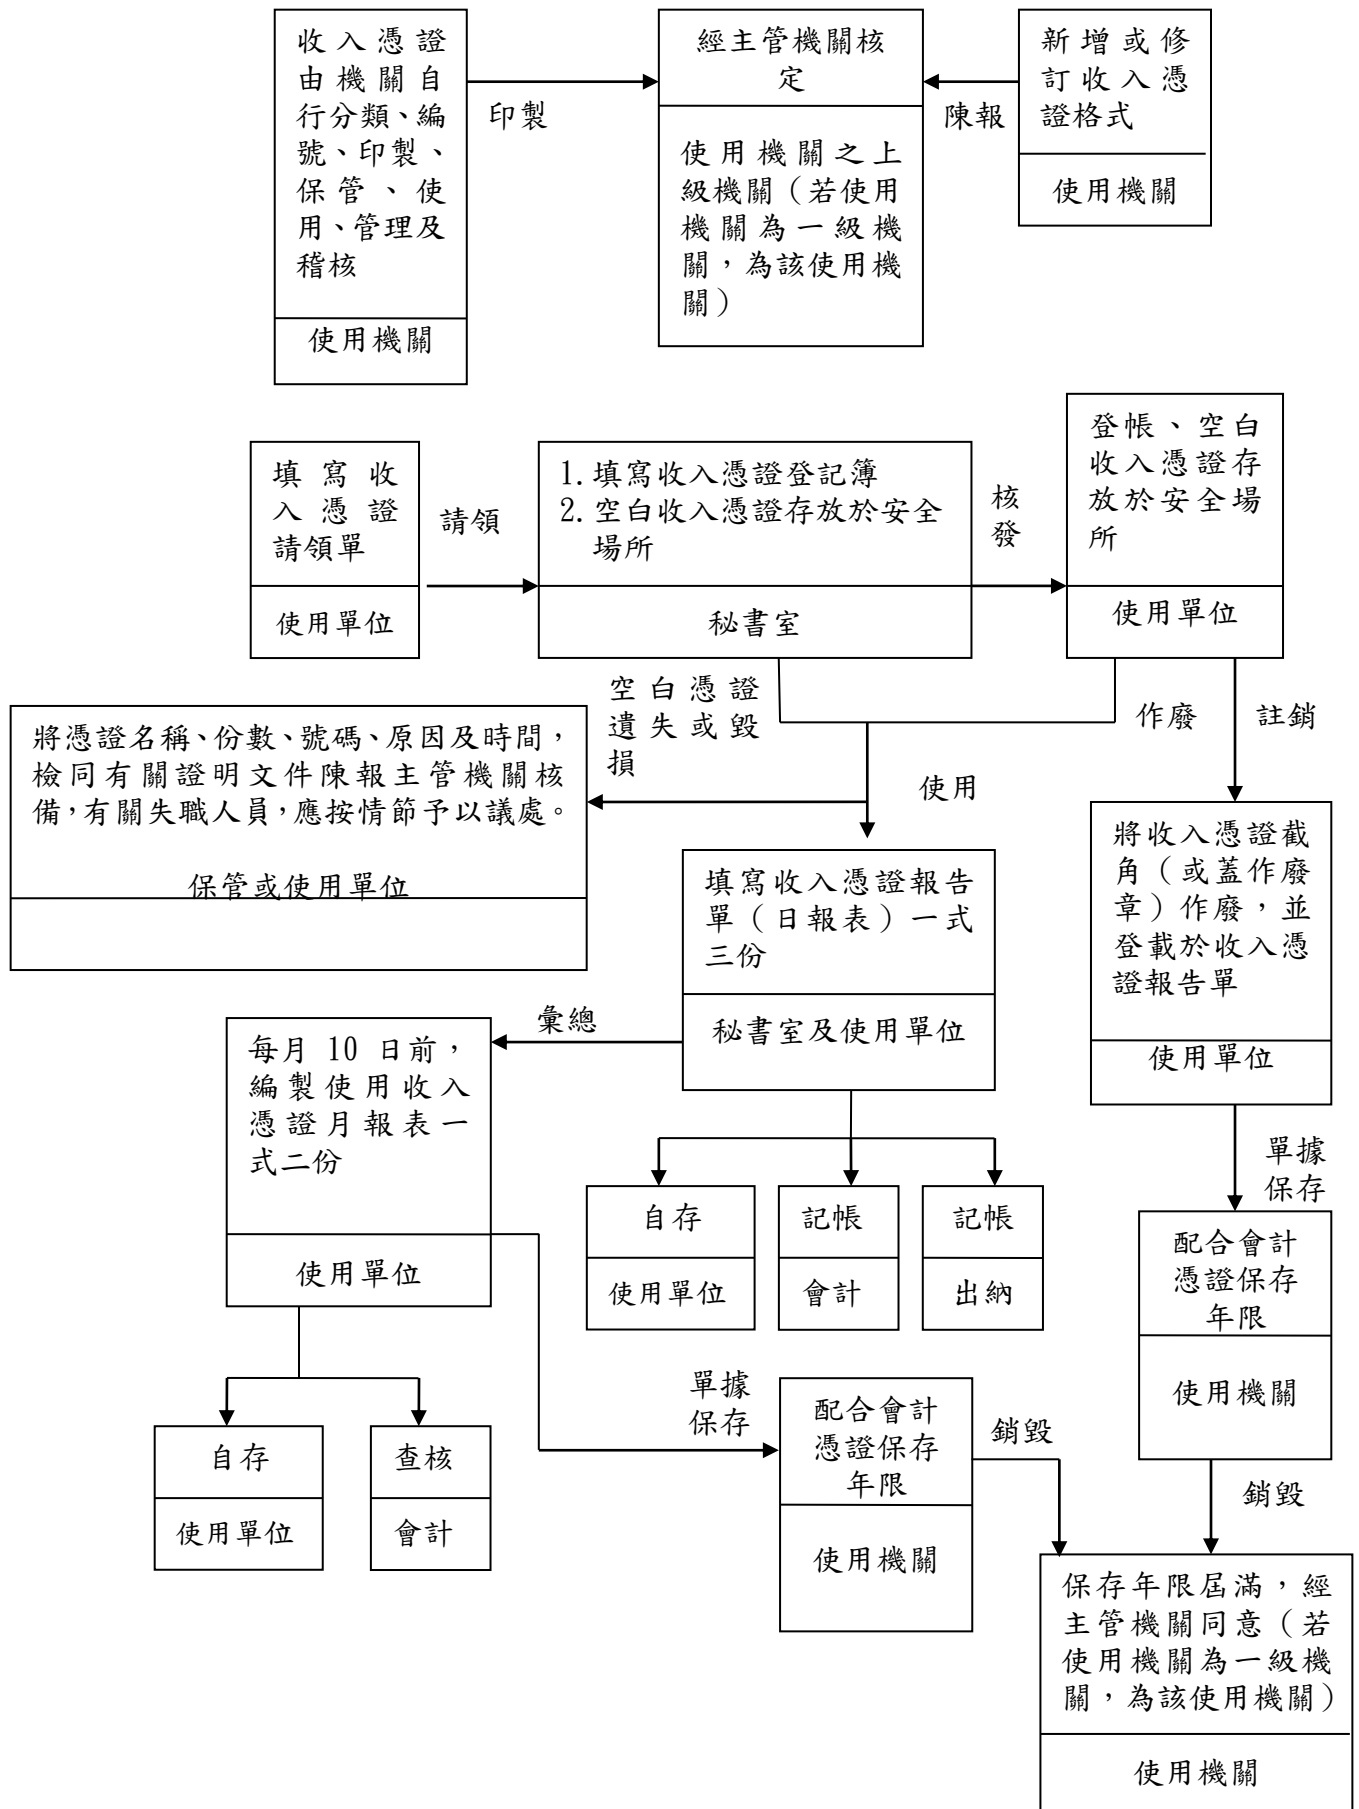 收入憑證
由機關自
行分類、編
號、印製、
保管、使
用、管理及
稽核
使用機關
印製
經主管機關核
定
使用機關之上
級機關（若使用
機關為一級機
關，為該使用機
關）
陳報
新增或修
訂收入憑
證格式
使用機關
填寫收
入憑證
請領單
使用單位
請領
1.填寫收入憑證登記簿
2.空白收入憑證存放於安全
場所
秘書室
核
發
登帳、空白
收入憑證存
放於安全場
所
使用單位
空白憑證
遺失或毀
損
作廢
註銷
使用
將憑證名稱、份數、號碼、原因及時間，
檢同有關證明文件陳報主管機關核
備，有關失職人員，應按情節予以議處。
保管或使用單位
填寫收入憑證報告
單（日報表）一式
三份
秘書室及使用單位
將收入憑證截
角（或蓋作廢
章）作廢，並
登載於收入憑
證報告單
使用單位
彙總
每月 10 日前，
編製使用收入
憑證月報表一
式二份
使用單位
自存
使用單位
記帳
會計
記帳
出納
單據
保存
配合會計
憑證保存
年限
使用機關
自存
使用單位
查核
會計
單據
保存
配合會計
憑證保存
年限
使用機關
銷毀
銷毀
保存年限屆滿，經
主管機關同意（若
使用機關為一級機
關，為該使用機關）
使用機關